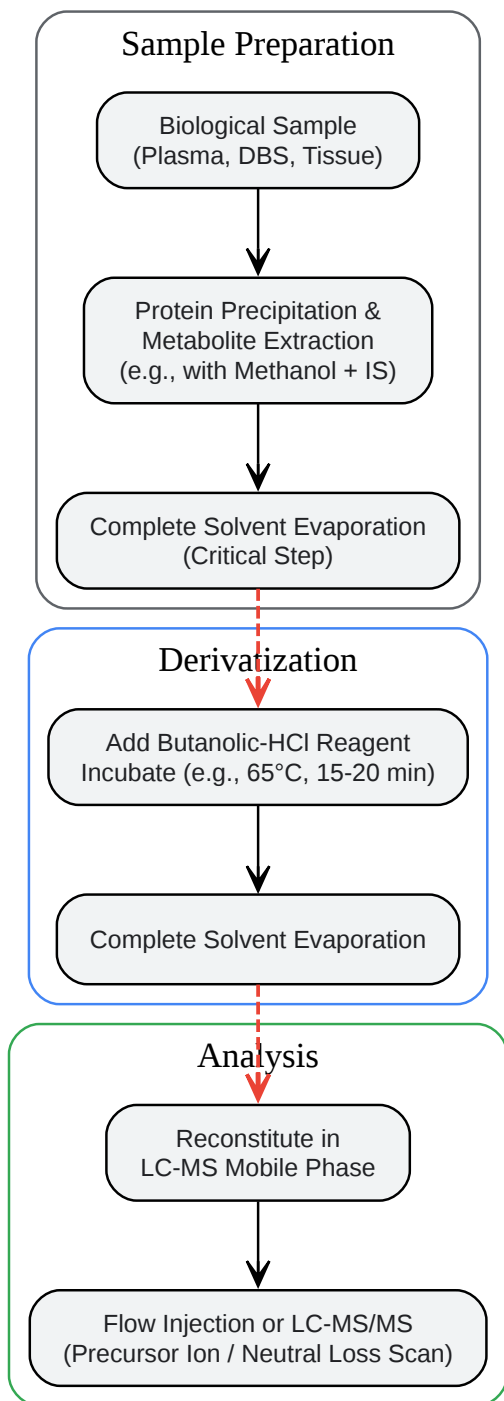 Sample Preparation
Biological Sample
(Plasma, DBS, Tissue)
Protein Precipitation &
Metabolite Extraction
(e.g., with Methanol + IS)
Complete Solvent Evaporation
(Critical Step)
Derivatization
Add Butanolic-HCl Reagent
Incubate (e.g., 65°C, 15-20 min)
Complete Solvent Evaporation
Analysis
Reconstitute in
LC-MS Mobile Phase
Flow Injection or LC-MS/MS
(Precursor Ion / Neutral Loss Scan)